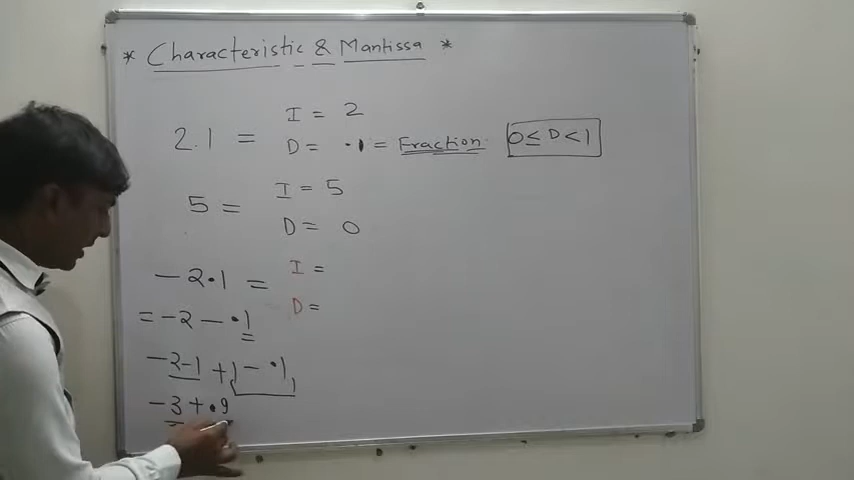 * Characteristic & Mantissa *
I = 2
2.1 =
D = .1 = Fraction. 0 ≤ D < 1
I = 5
5 =
D = 0
I =
-2.1 =
D =
= -2 - .1
-2-1 + 1 - .1
-3 + .9